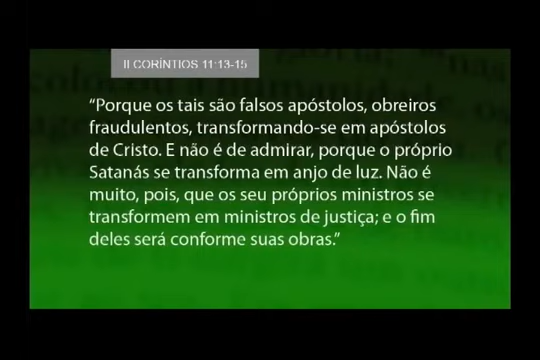 II CORÍNTIOS 11:13-15
“Porque os tais são falsos apóstolos, obreiros
fraudulentos, transformando-se em apóstolos
de Cristo. E não é de admirar, porque o próprio
Satanás se transforma em anjo de luz. Não é
muito, pois, que os seu próprios ministros se
transformem em ministros de justiça; e o fim
deles será conforme suas obras.”